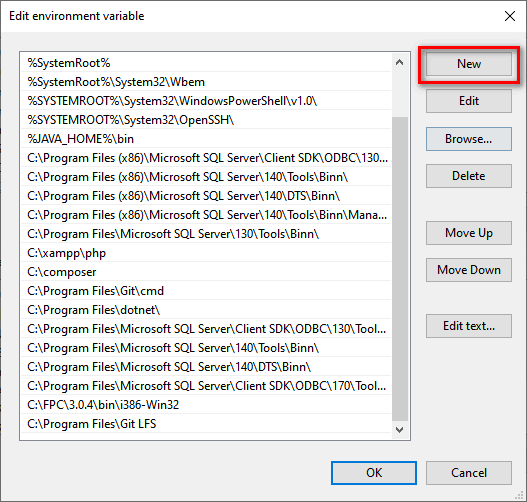 Edit environment variable
%SystemRoot%
%SystemRoot%\System32\Wbem
%SYSTEMROOT%\System32\WindowsPowerShell\v1.0\
%SYSTEMROOT%\System32\OpenSSH\
%JAVA_HOME%\bin
C:\Program Files (x86)\Microsoft SQL Server\Client SDK\ODBC\130...
C:\Program Files (x86)\Microsoft SQL Server\140\Tools\Binn\
C:\Program Files (x86)\Microsoft SQL Server\140\DTS\Binn\
C:\Program Files (x86)\Microsoft SQL Server\140\Tools\Binn\Mana...
C:\Program Files\Microsoft SQL Server\130\Tools\Binn\
C:\xampp\php
C:\composer
C:\Program Files\Git\cmd
C:\Program Files\dotnet\
C:\Program Files\Microsoft SQL Server\Client SDK\ODBC\130\Tool...
C:\Program Files\Microsoft SQL Server\140\Tools\Binn\
C:\Program Files\Microsoft SQL Server\140\DTS\Binn\
C:\Program Files\Microsoft SQL Server\Client SDK\ODBC\170\Tool...
C:\FPC\3.0.4\bin\i386-Win32
C:\Program Files\Git LFS
New
Edit
Browse...
Delete
Move Up
Move Down
Edit text...
OK
Cancel